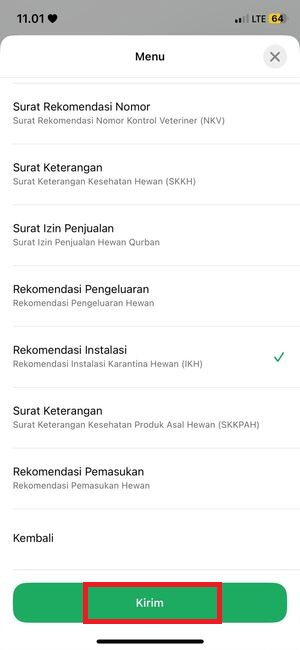 11.01
LTE 64
Menu
Surat Rekomendasi Nomor
Surat Rekomendasi Nomor Kontrol Veteriner (NKV)
Surat Keterangan
Surat Keterangan Kesehatan Hewan (SKKH)
Surat Izin Penjualan
Surat Izin Penjualan Hewan Qurban
Rekomendasi Pengeluaran
Rekomendasi Pengeluaran Hewan
Rekomendasi Instalasi
Rekomendasi Instalasi Karantina Hewan (IKH)
Surat Keterangan
Surat Keterangan Kesehatan Produk Asal Hewan (SKKPAH)
Rekomendasi Pemasukan
Rekomendasi Pemasukan Hewan
Kembali
Kirim